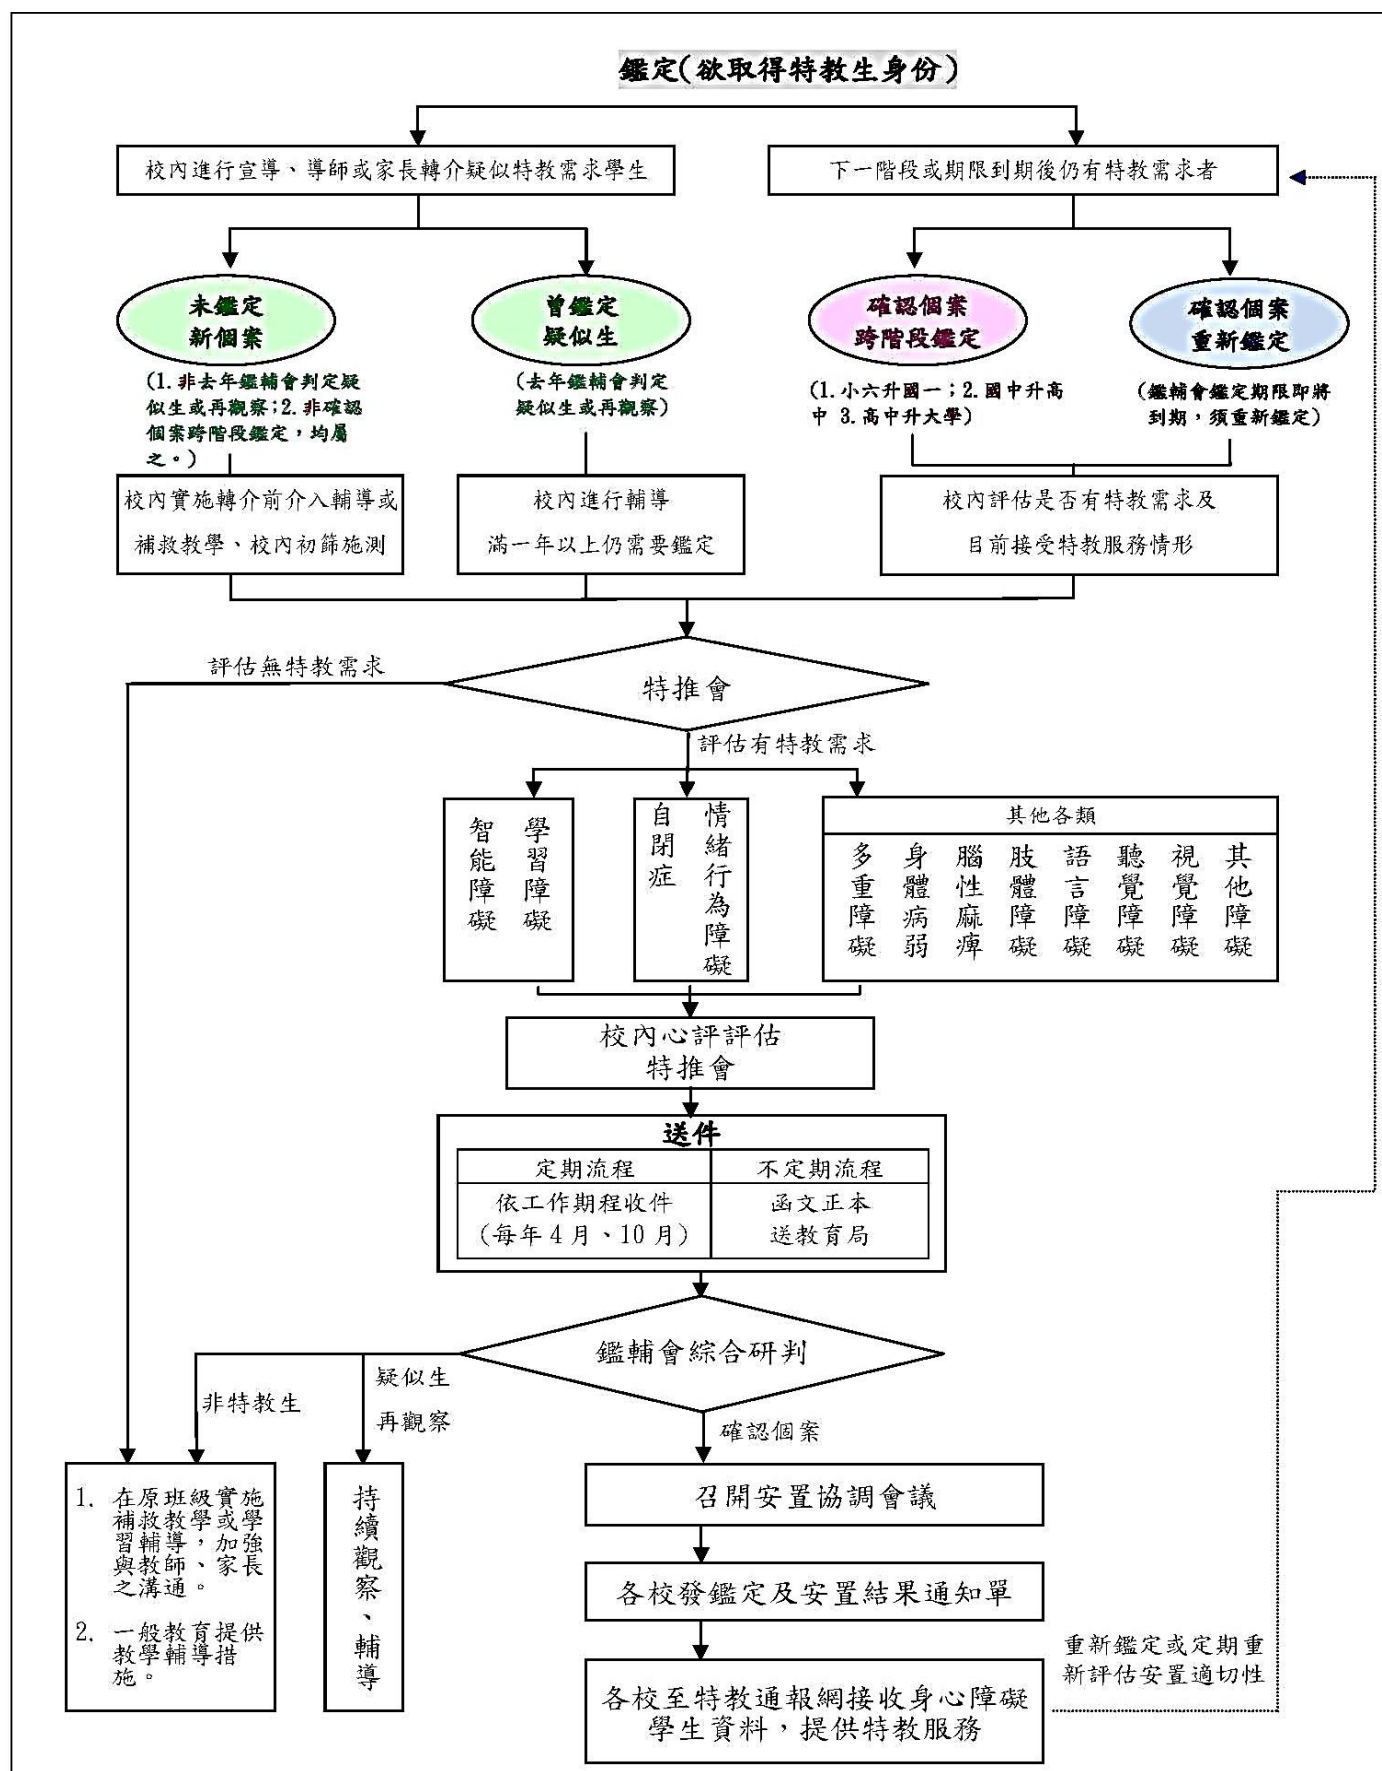 鑑定(欲取得特教生身份)
校內進行宣導、導師或家長轉介疑似特教需求學生
下一階段或期限到期後仍有特教需求者
未鑑定
新個案
曾鑑定
疑似生
確認個案
跨階段鑑定
確認個案
重新鑑定
(1.非去年鑑輔會判定疑
似生或再觀察;2.非確認
個案跨階段鑑定，均屬
之。)
(去年鑑輔會判定
疑似生或再觀察)
(1.小六升國一；2.國中升高
中 3.高中升大學)
(鑑輔會鑑定期限即將
到期，須重新鑑定)
校內實施轉介前介入輔導或
補救教學、校內初篩施測
校內進行輔導
滿一年以上仍需要鑑定
校內評估是否有特教需求及
目前接受特教服務情形
評估無特教需求
特推會
評估有特教需求
智能障礙
學習障礙
自閉症
情緒行為障礙
其他各類
多重障礙
身體病弱
腦性麻痺
肢體障礙
語言障礙
聽覺障礙
視覺障礙
其他障礙
校內心評評估
特推會
送件
定期流程
不定期流程
依工作期程收件
(每年 4 月、10 月)
函文正本
送教育局
鑑輔會綜合研判
非特教生
疑似生
再觀察
確認個案
1. 在原班級實施
補救教學或學
習輔導，加強
與教師、家長
之溝通。
2. 一般教育提供
教學輔導措
施。
持續觀察、輔導
召開安置協調會議
各校發鑑定及安置結果通知單
各校至特教通報網接收身心障礙
學生資料，提供特教服務
重新鑑定或定期重
新評估安置適切性